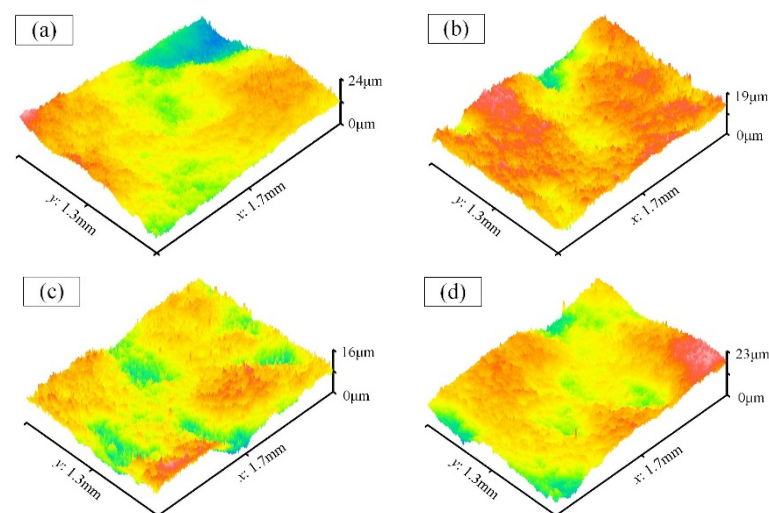 (a)
24μm
0μm
y: 1.3mm
x: 1.7mm
(b)
19μm
0μm
y: 1.3mm
x: 1.7mm
(c)
16μm
0μm
y: 1.3mm
x: 1.7mm
(d)
23μm
0μm
y: 1.3mm
x: 1.7mm